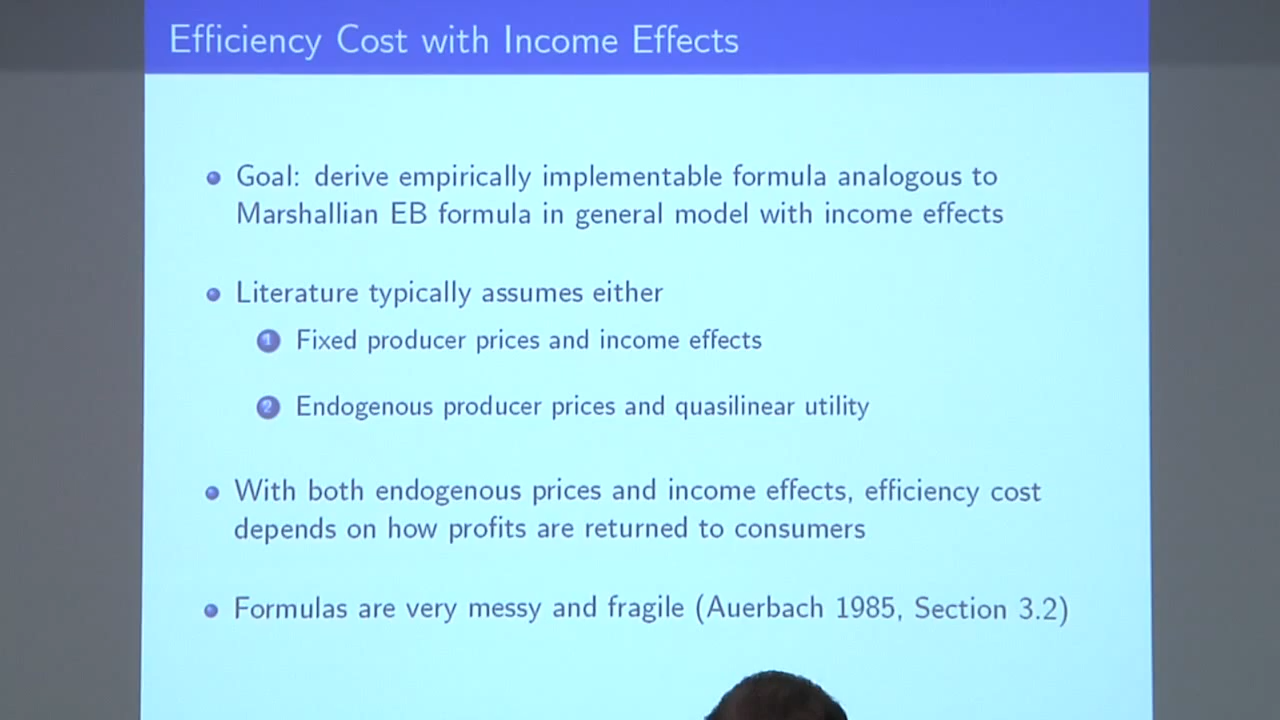 Efficiency Cost with Income Effects
Goal: derive empirically implementable formula analogous to
Marshallian EB formula in general model with income effects
Literature typically assumes either
1 Fixed producer prices and income effects
2 Endogenous producer prices and quasilinear utility
With both endogenous prices and income effects, efficiency cost
depends on how profits are returned to consumers
Formulas are very messy and fragile (Auerbach 1985, Section 3.2)